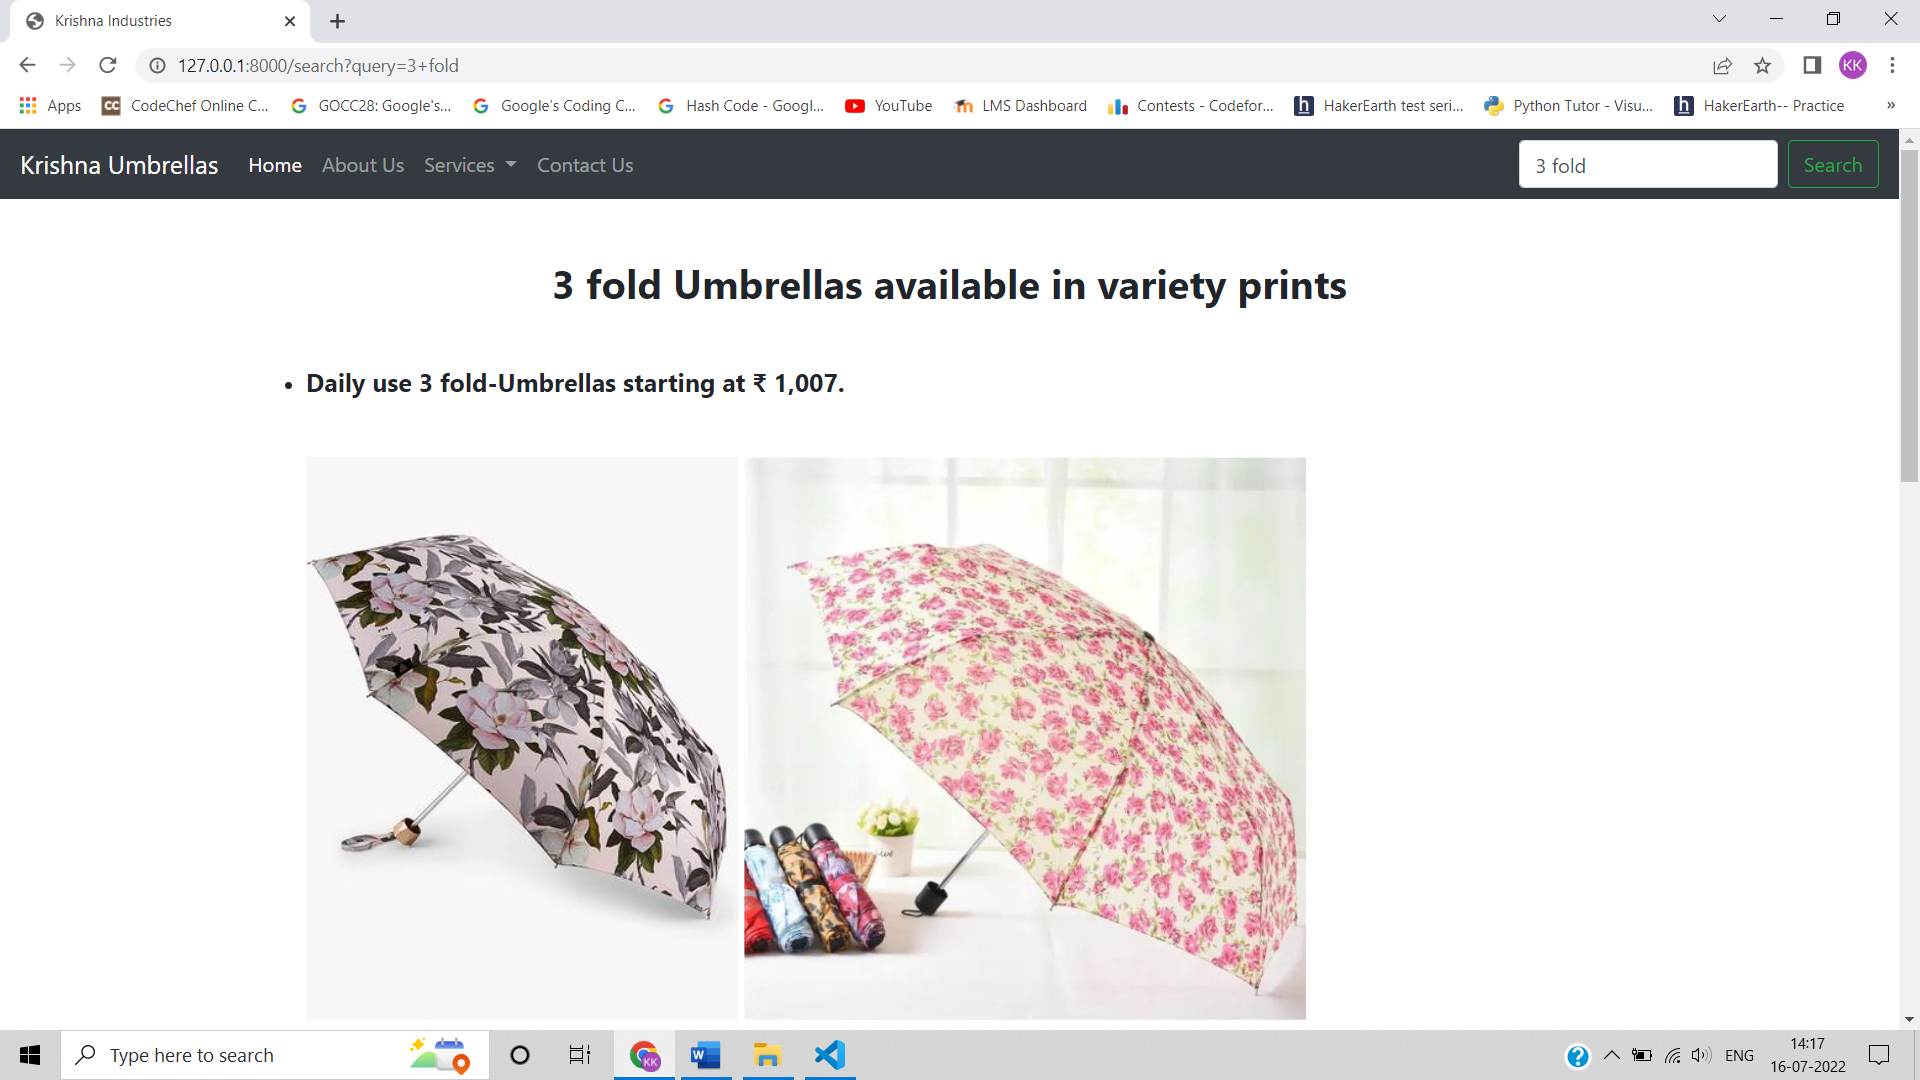 Krishna Industries
127.0.0.1:8000/search?query=3+fold
KK
Apps
CodeChef Online C...
GOCC28: Google's...
Google's Coding C...
Hash Code - Googl...
YouTube
LMS Dashboard
Contests - Codefor...
HakerEarth test seri...
Python Tutor - Visu...
HakerEarth-- Practice
»
Krishna Umbrellas
Home
About Us
Services
Contact Us
3 fold
Search
3 fold Umbrellas available in variety prints
• Daily use 3 fold-Umbrellas starting at ₹ 1,007.
Type here to search
KK
ENG
14:17
16-07-2022